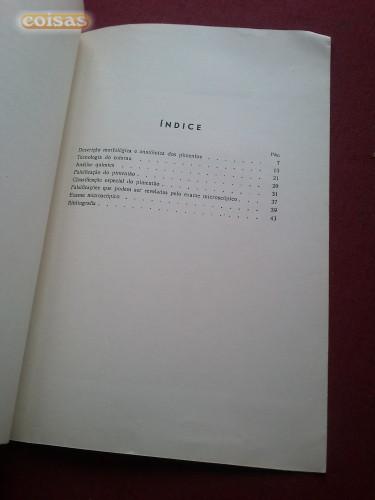 coisas
ÍNDICE
Pág.
Descrição morfológica e anatómica dos pimentos 7
Tecnologia do colorau 13
Análise química 21
Falsificação do pimentão 29
Classificação especial do pimentão 31
Falsificações que podem ser reveladas pelo exame microscópico 37
Exame microscópico 39
Bibliografia 43